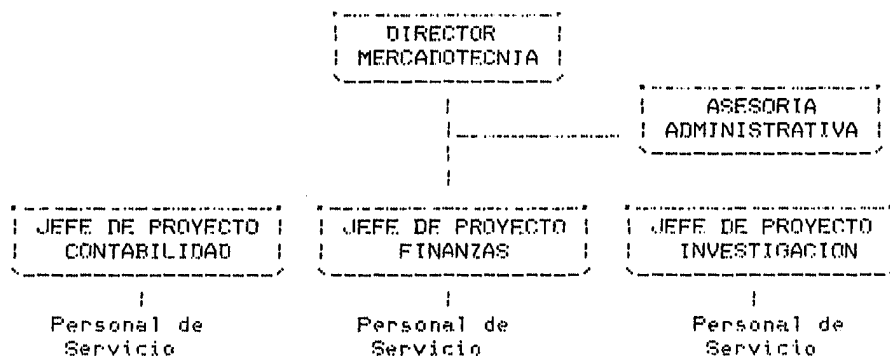 DIRECTOR
MERCADOTECNIA
ASESORIA
ADMINISTRATIVA
JEFE DE PROYECTO
CONTABILIDAD
JEFE DE PROYECTO
FINANZAS
JEFE DE PROYECTO
INVESTIGACION
Personal de
Servicio
Personal de
Servicio
Personal de
Servicio